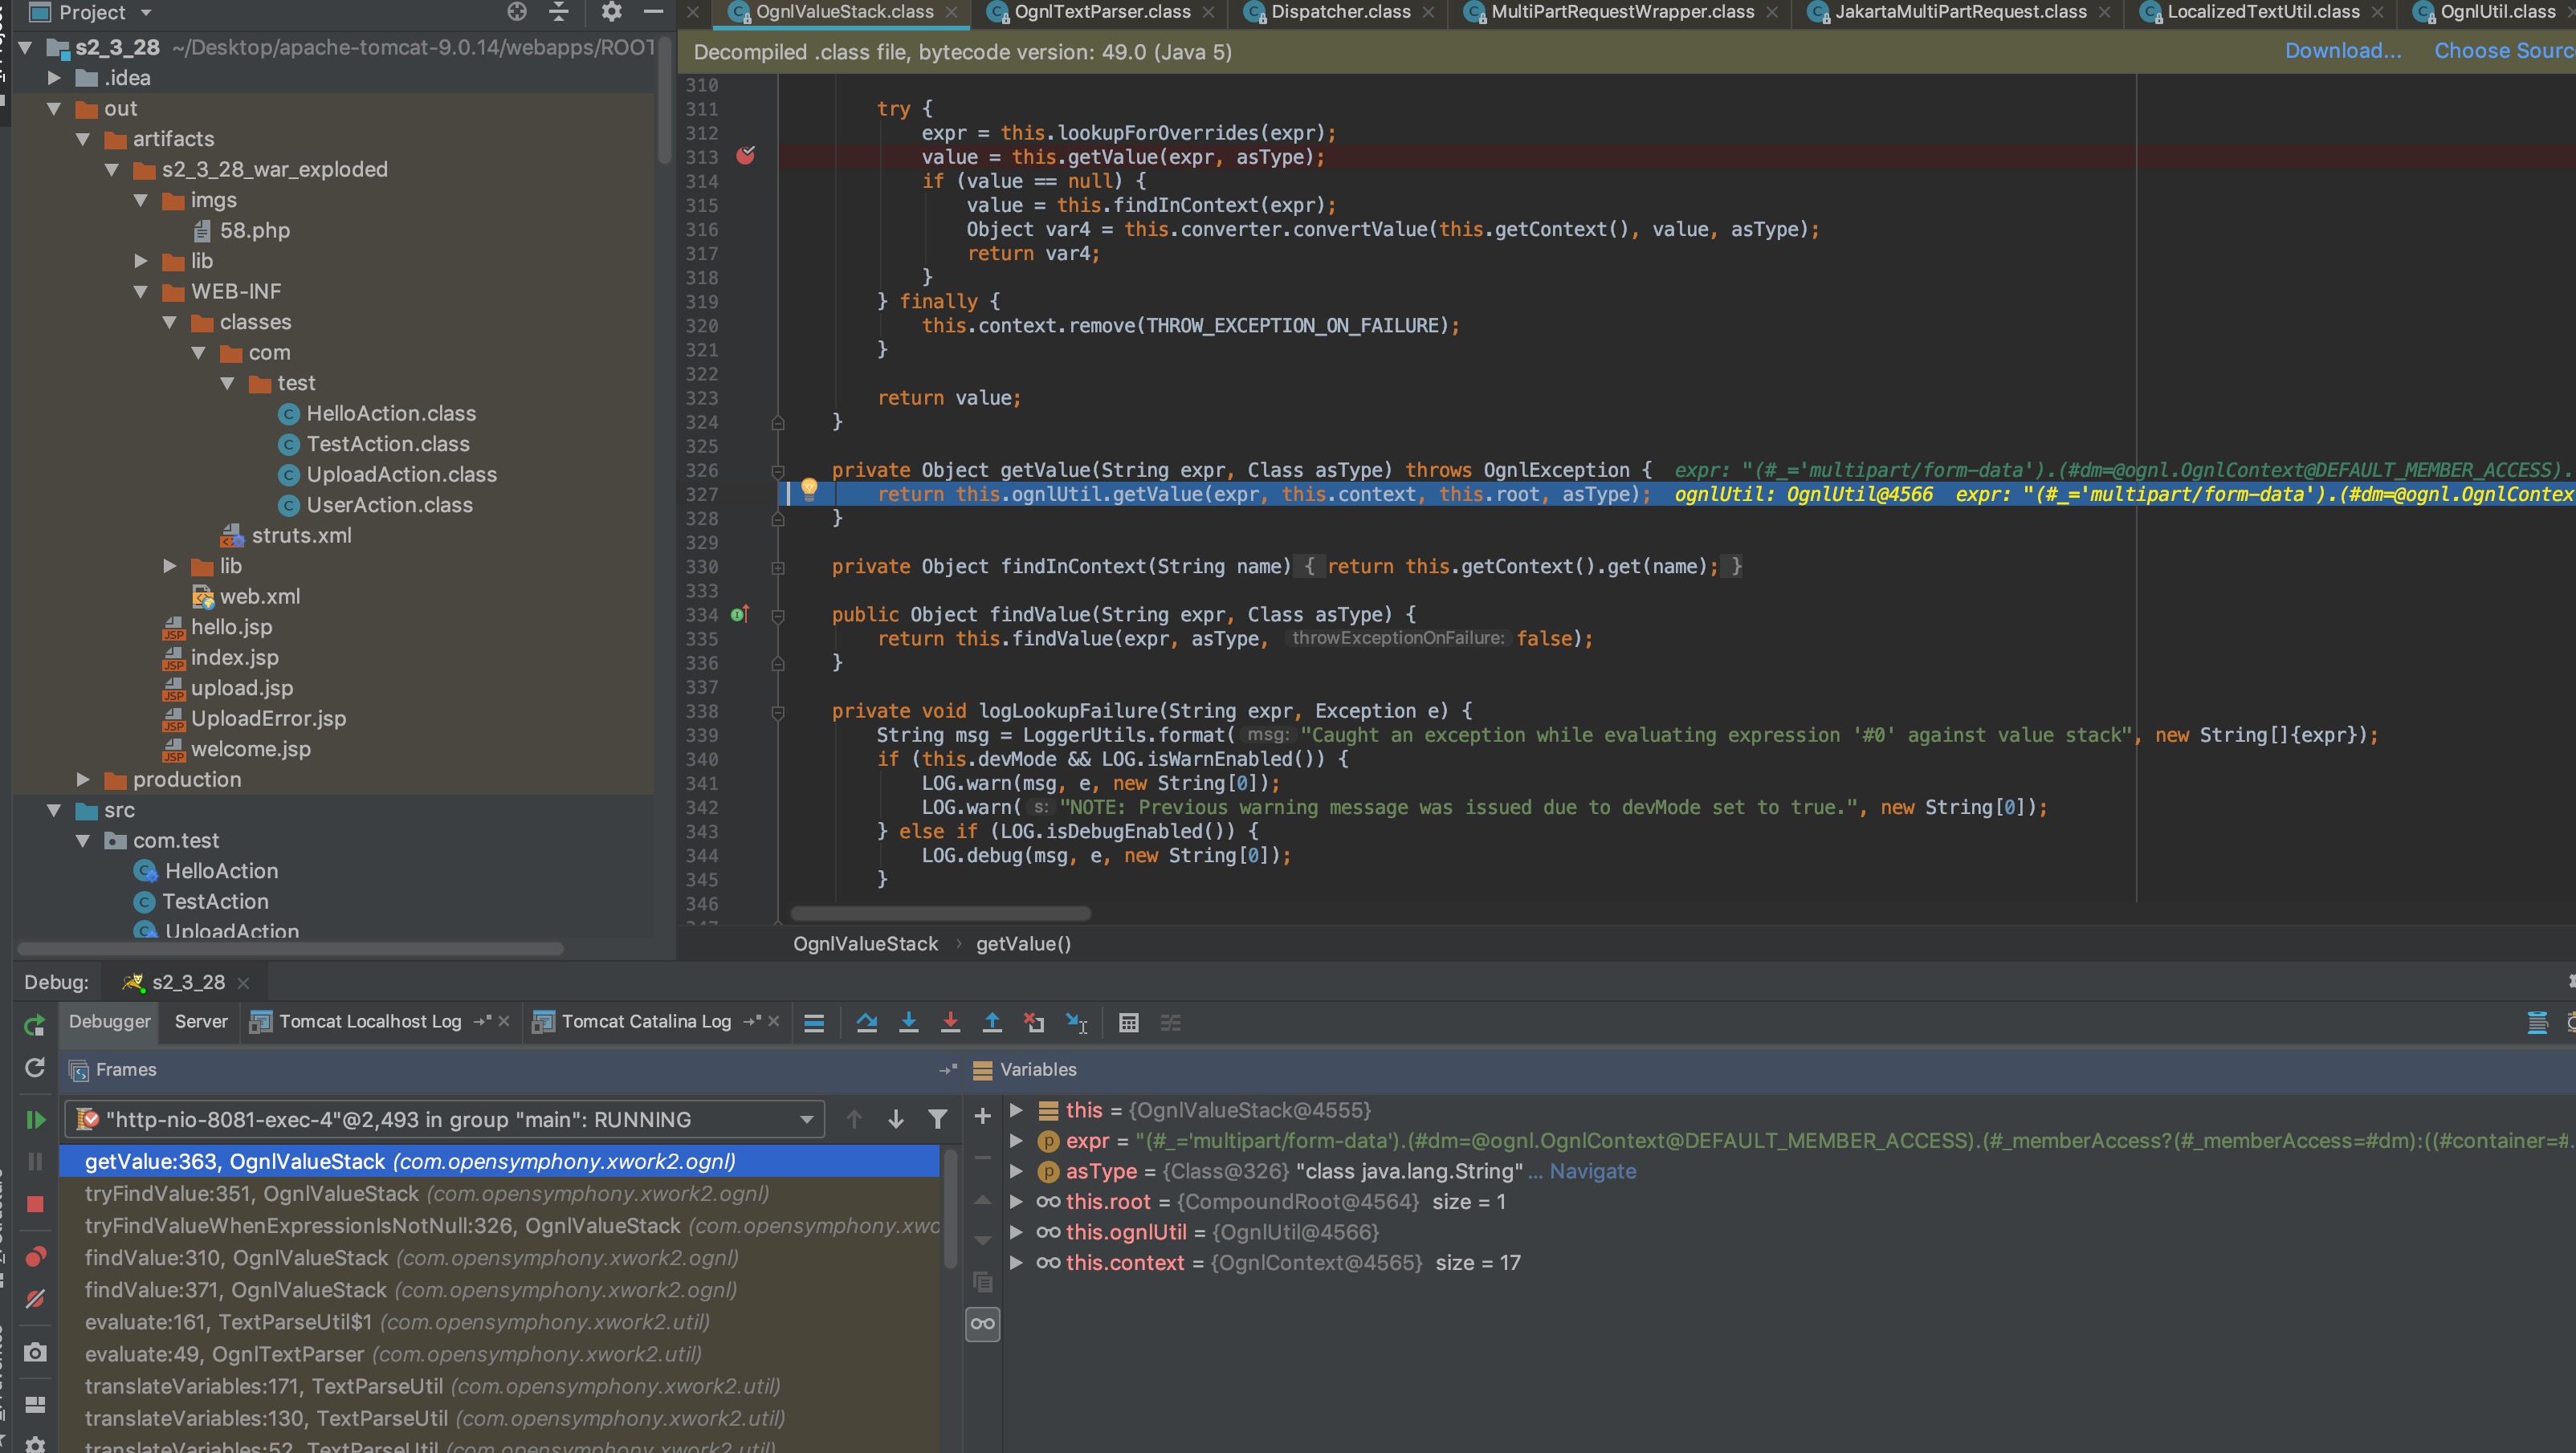 Project
s2_3_28 ~/Desktop/apache-tomcat-9.0.14/webapps/ROOT
.idea
out
artifacts
s2_3_28_war_exploded
imgs
58.php
lib
WEB-INF
classes
com
test
HelloAction.class
TestAction.class
UploadAction.class
UserAction.class
struts.xml
lib
web.xml
hello.jsp
index.jsp
upload.jsp
UploadError.jsp
welcome.jsp
production
src
com.test
HelloAction
TestAction
UploadAction
OgnlValueStack.class OgnlTextParser.class Dispatcher.class MultiPartRequestWrapper.class JakartaMultiPartRequest.class LocalizedTextUtil.class OgnlUtil.class
Decompiled .class file, bytecode version: 49.0 (Java 5) Download... Choose Sourc
310
311 try {
312 expr = this.lookupForOverrides(expr);
313 value = this.getValue(expr, asType);
314 if (value == null) {
315 value = this.findInContext(expr);
316 Object var4 = this.converter.convertValue(this.getContext(), value, asType);
317 return var4;
318 }
319 } finally {
320 this.context.remove(THROW_EXCEPTION_ON_FAILURE);
321 }
322
323 return value;
324 }
325
326 private Object getValue(String expr, Class asType) throws OgnlException { expr: "(#_='multipart/form-data').(#dm=@ognl.OgnlContext@DEFAULT_MEMBER_ACCESS).
327 return this.ognlUtil.getValue(expr, this.context, this.root, asType); ognlUtil: OgnlUtil@4566 expr: "(#_='multipart/form-data').(#dm=@ognl.OgnlContex
328 }
329
330 private Object findInContext(String name) { return this.getContext().get(name); }
333
334 public Object findValue(String expr, Class asType) {
335 return this.findValue(expr, asType, throwExceptionOnFailure: false);
336 }
337
338 private void logLookupFailure(String expr, Exception e) {
339 String msg = LoggerUtils.format( msg: "Caught an exception while evaluating expression '#0' against value stack", new String[]{expr});
340 if (this.devMode && LOG.isWarnEnabled()) {
341 LOG.warn(msg, e, new String[0]);
342 LOG.warn( s: "NOTE: Previous warning message was issued due to devMode set to true.", new String[0]);
343 } else if (LOG.isDebugEnabled()) {
344 LOG.debug(msg, e, new String[0]);
345 }
346
OgnlValueStack › getValue()
Debug: s2_3_28
Debugger Server Tomcat Localhost Log Tomcat Catalina Log
Frames
"http-nio-8081-exec-4"@2,493 in group "main": RUNNING
getValue:363, OgnlValueStack (com.opensymphony.xwork2.ognl)
tryFindValue:351, OgnlValueStack (com.opensymphony.xwork2.ognl)
tryFindValueWhenExpressionIsNotNull:326, OgnlValueStack (com.opensymphony.xwo
findValue:310, OgnlValueStack (com.opensymphony.xwork2.ognl)
findValue:371, OgnlValueStack (com.opensymphony.xwork2.ognl)
evaluate:161, TextParseUtil$1 (com.opensymphony.xwork2.util)
evaluate:49, OgnlTextParser (com.opensymphony.xwork2.util)
translateVariables:171, TextParseUtil (com.opensymphony.xwork2.util)
translateVariables:130, TextParseUtil (com.opensymphony.xwork2.util)
translateVariables:52, TextParseUtil (com.opensymphony.xwork2.util)
Variables
this = {OgnlValueStack@4555}
expr = "(#_='multipart/form-data').(#dm=@ognl.OgnlContext@DEFAULT_MEMBER_ACCESS).(#_memberAccess?(#_memberAccess=#dm):((#container=#...
asType = {Class@326} "class java.lang.String" ... Navigate
this.root = {CompoundRoot@4564} size = 1
this.ognlUtil = {OgnlUtil@4566}
this.context = {OgnlContext@4565} size = 17